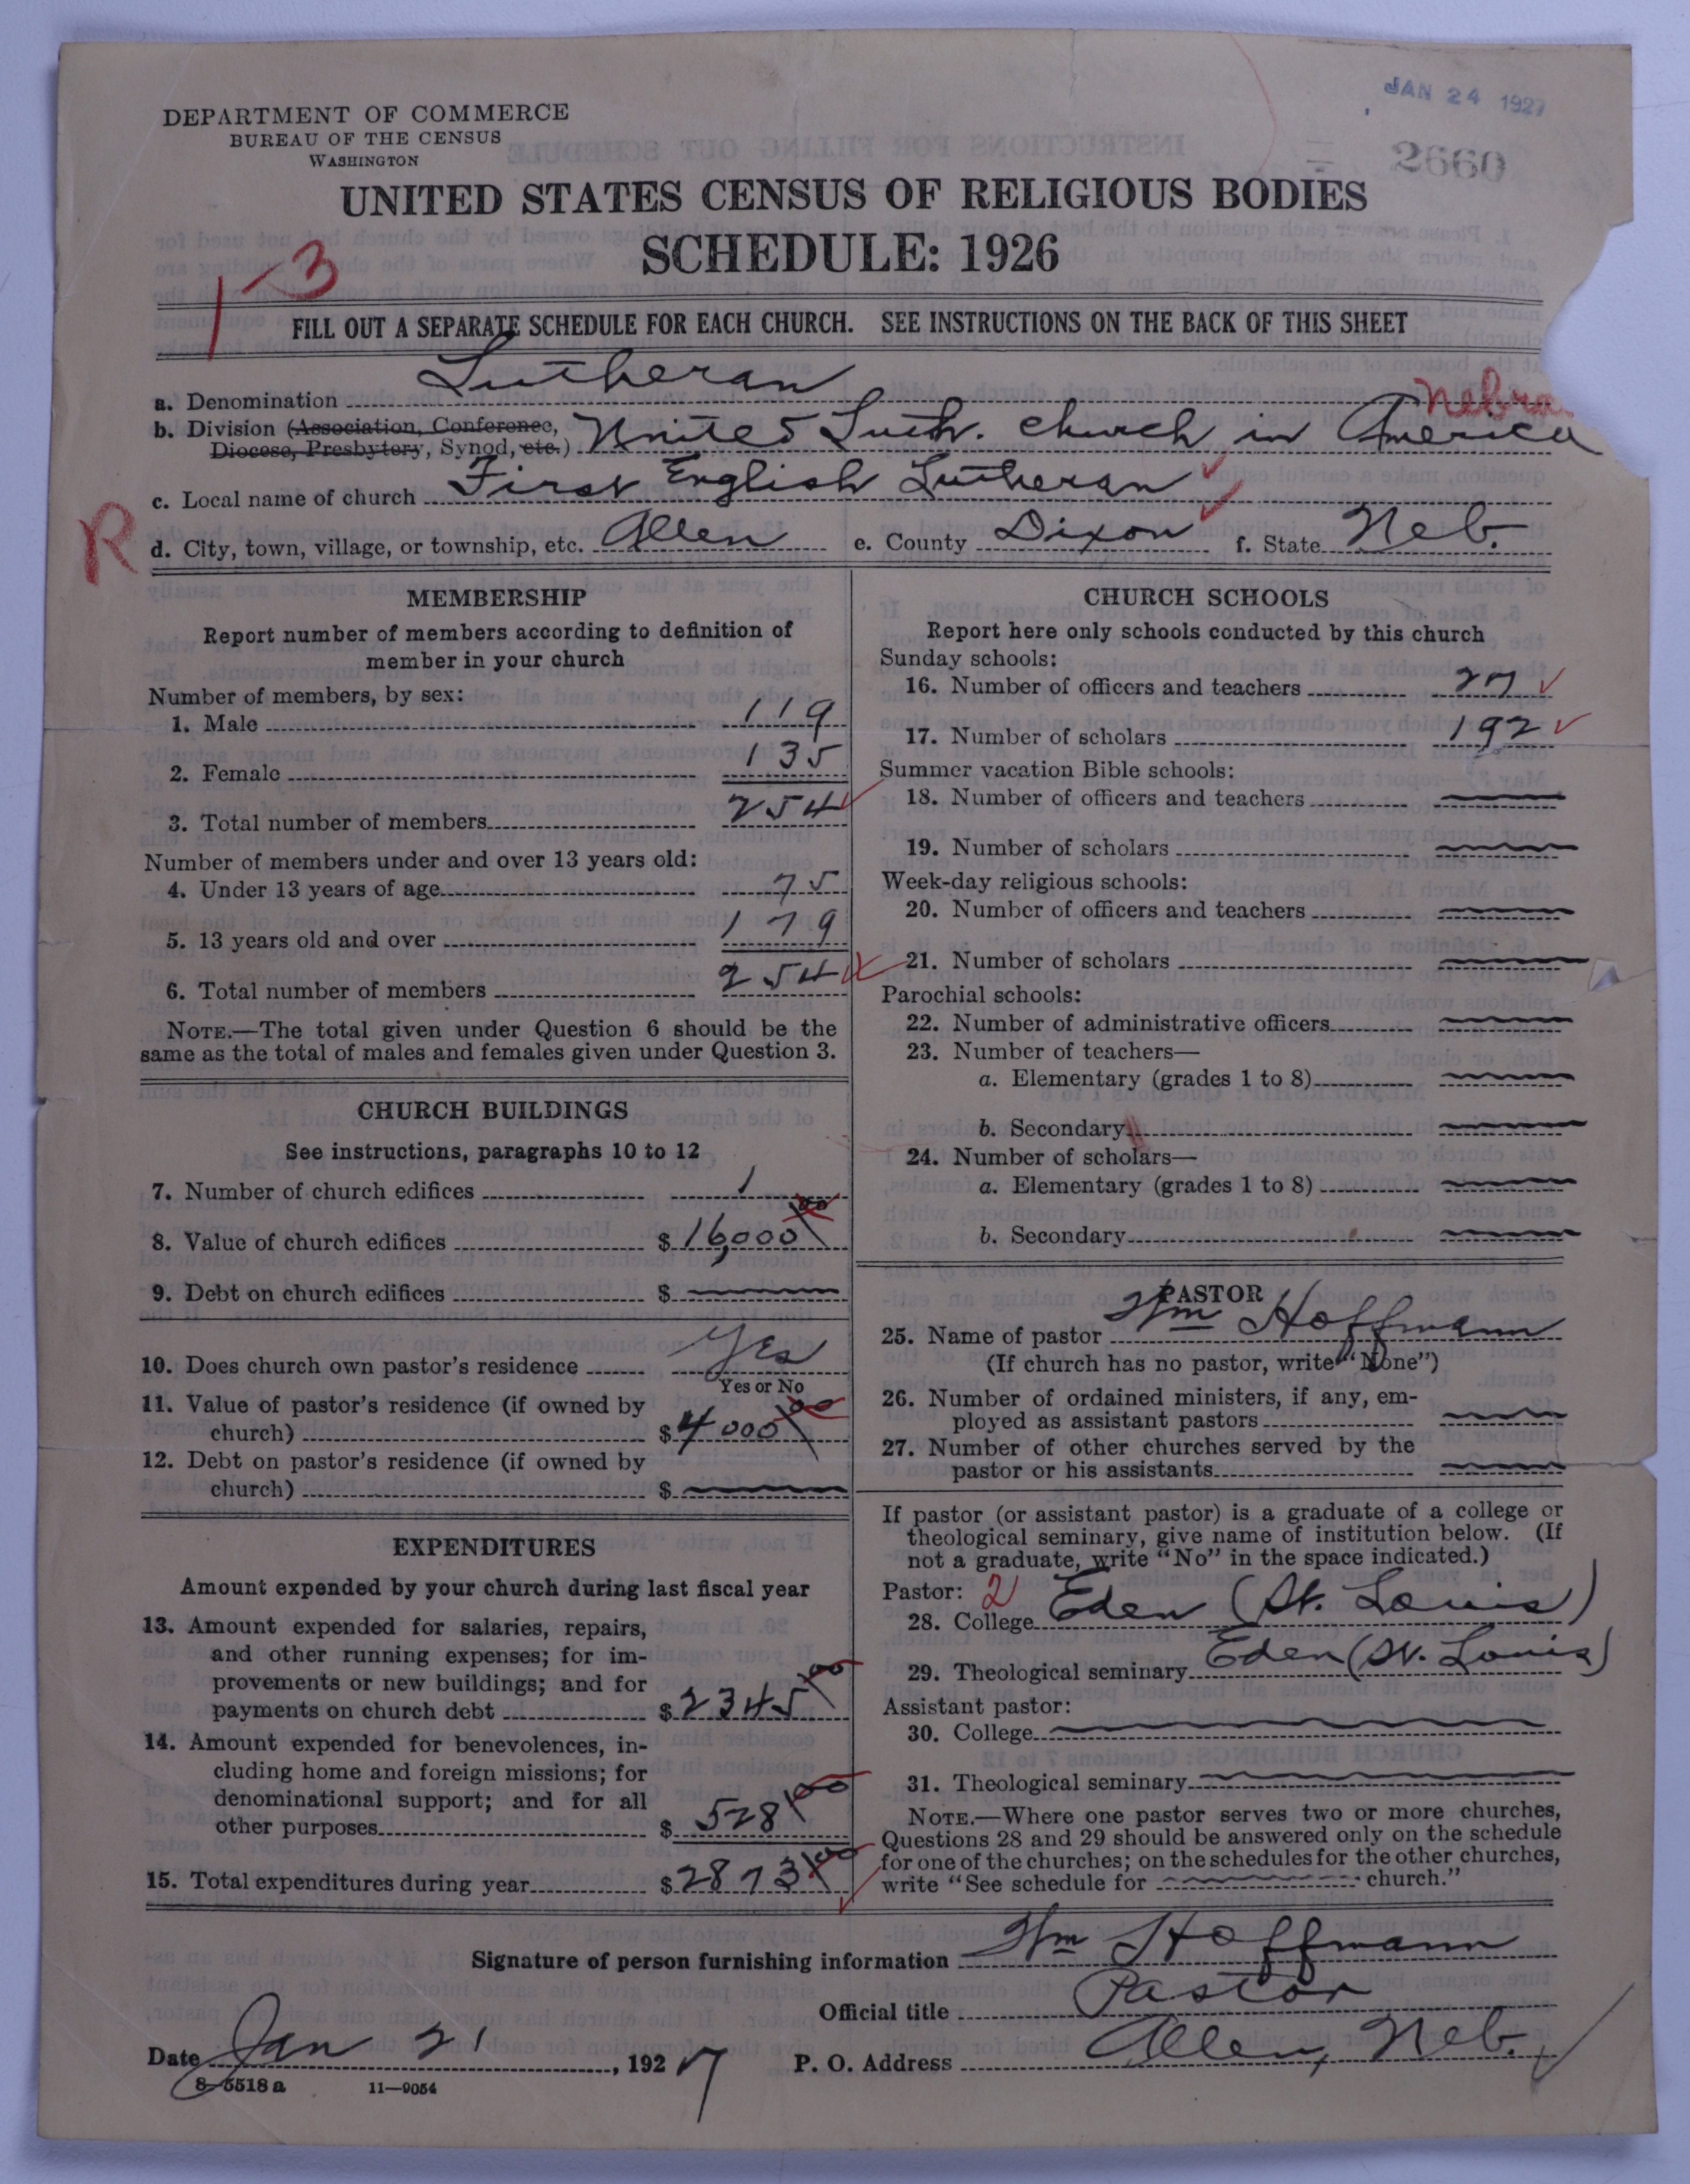 JAN 24 1927
DEPARTMENT OF COMMERCE
BUREAU OF THE CENSUS
WASHINGTON
2660
UNITED STATES CENSUS OF RELIGIOUS BODIES
SCHEDULE: 1926
1-3
FILL OUT A SEPARATE SCHEDULE FOR EACH CHURCH. SEE INSTRUCTIONS ON THE BACK OF THIS SHEET
a. Denomination Lutheran
Nebra
b. Division (Association, Conference, Diocese, Presbytery, Synod, etc.) United Luth. Church in America
c. Local name of church First English Lutheran
R
d. City, town, village, or township, etc. Allen e. County Dixon f. State Neb.
MEMBERSHIP
Report number of members according to definition of
member in your church
Number of members, by sex:
1. Male 119
2. Female 135
3. Total number of members 254
Number of members under and over 13 years old:
4. Under 13 years of age 75
5. 13 years old and over 179
6. Total number of members 254
NOTE.—The total given under Question 6 should be the
same as the total of males and females given under Question 3.
CHURCH BUILDINGS
See instructions, paragraphs 10 to 12
7. Number of church edifices 1
8. Value of church edifices $ 16,000 00
9. Debt on church edifices $
10. Does church own pastor's residence Yes
Yes or No
11. Value of pastor's residence (if owned by
church) $ 4000 00
12. Debt on pastor's residence (if owned by
church) $
EXPENDITURES
Amount expended by your church during last fiscal year
13. Amount expended for salaries, repairs,
and other running expenses; for im-
provements or new buildings; and for
payments on church debt $ 2345 00
14. Amount expended for benevolences, in-
cluding home and foreign missions; for
denominational support; and for all
other purposes $ 528 00
15. Total expenditures during year $ 2873 00
CHURCH SCHOOLS
Report here only schools conducted by this church
Sunday schools:
16. Number of officers and teachers 27
17. Number of scholars 192
Summer vacation Bible schools:
18. Number of officers and teachers
19. Number of scholars
Week-day religious schools:
20. Number of officers and teachers
21. Number of scholars
Parochial schools:
22. Number of administrative officers
23. Number of teachers—
a. Elementary (grades 1 to 8)
b. Secondary
24. Number of scholars—
a. Elementary (grades 1 to 8)
b. Secondary
PASTOR
25. Name of pastor Wm Hoffmann
(If church has no pastor, write "None")
26. Number of ordained ministers, if any, em-
ployed as assistant pastors
27. Number of other churches served by the
pastor or his assistants
If pastor (or assistant pastor) is a graduate of a college or
theological seminary, give name of institution below. (If
not a graduate, write "No" in the space indicated.)
Pastor: 2
28. College Eden (St. Louis)
29. Theological seminary Eden (St. Louis)
Assistant pastor:
30. College
31. Theological seminary
NOTE.—Where one pastor serves two or more churches,
Questions 28 and 29 should be answered only on the schedule
for one of the churches; on the schedules for the other churches,
write "See schedule for church."
Signature of person furnishing information Wm Hoffmann
Official title Pastor
Date Jan 21, 1927 P. O. Address Allen, Neb.
8-5518 a 11—9054